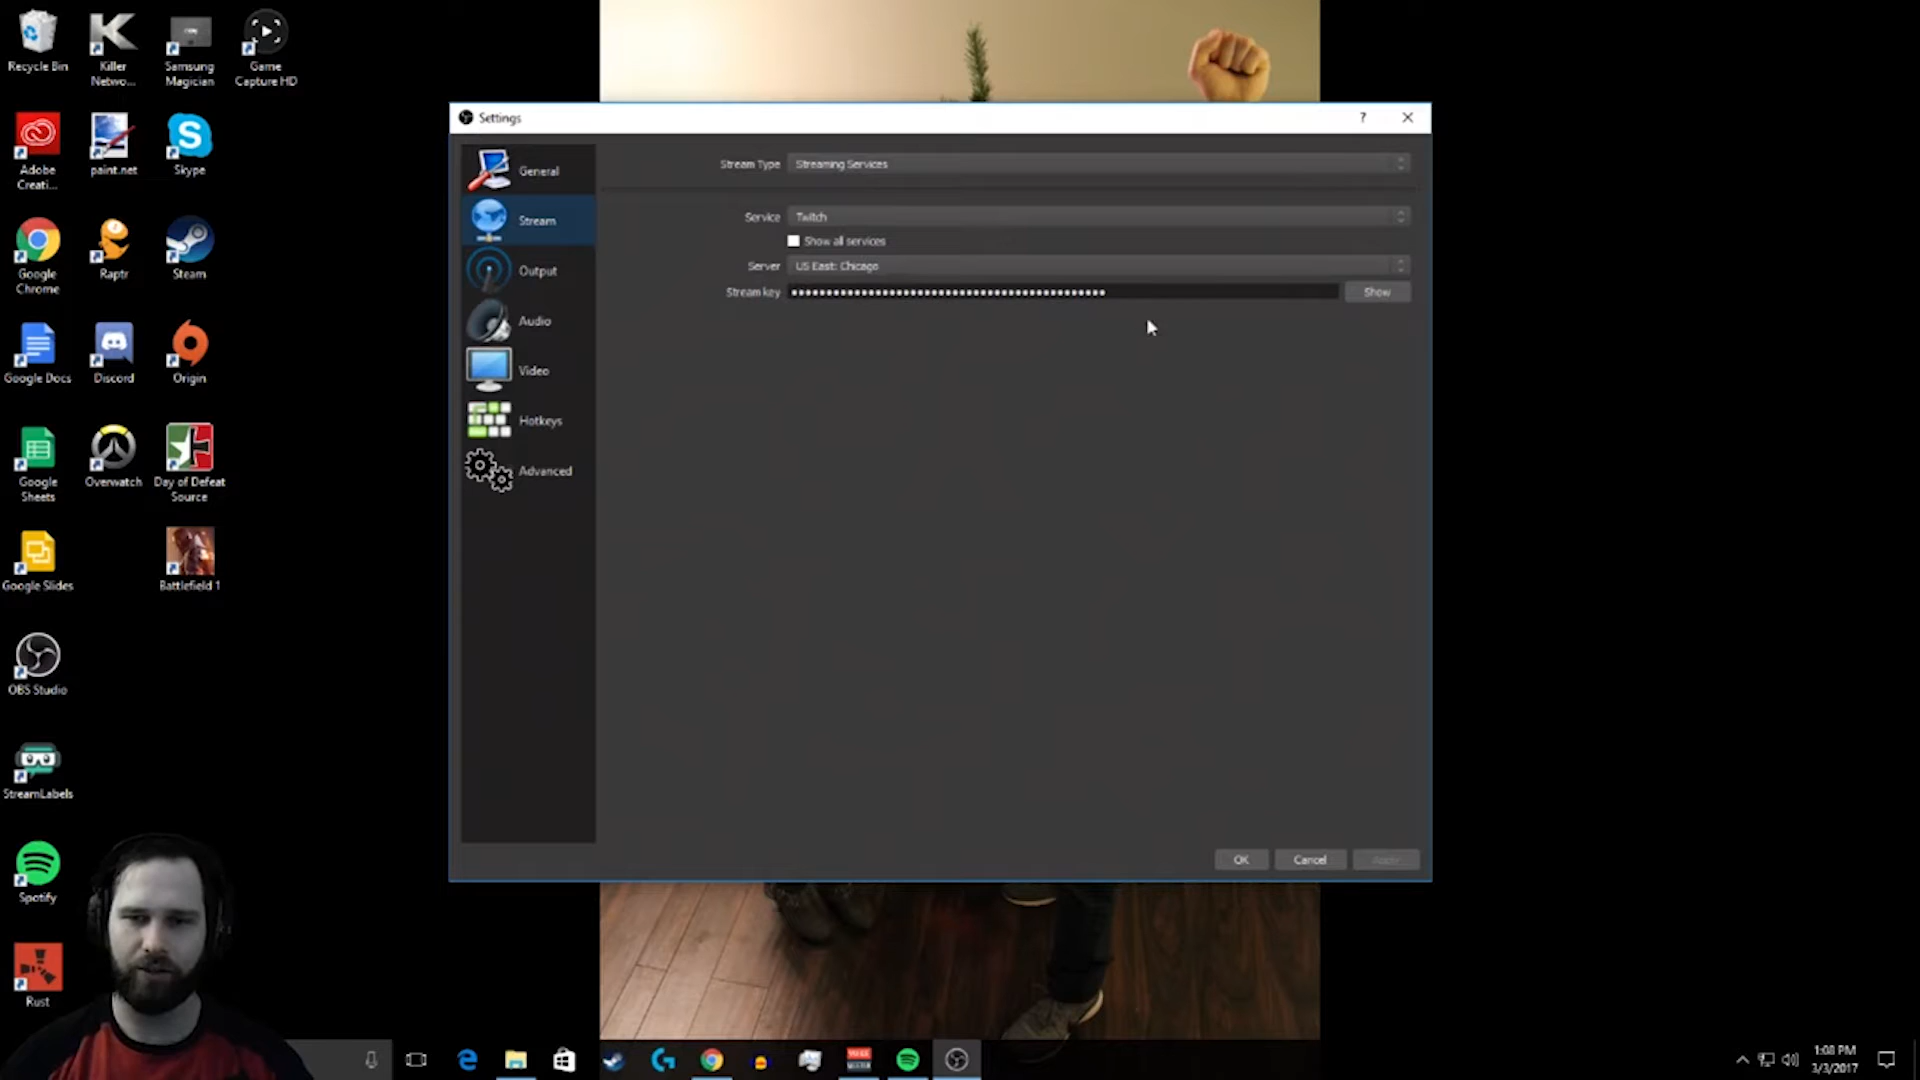 Recycle Bin
Killer
Netwo...
Samsung
Magician
Game
Capture HD
Adobe
Creati...
paint.net
Skype
Google
Chrome
Raptr
Steam
Google Docs
Discord
Origin
Google
Sheets
Overwatch
Day of Defeat
Source
Google Slides
Battlefield 1
OBS Studio
StreamLabels
Spotify
Rust
Settings
?
General
Stream
Output
Audio
Video
Hotkeys
Advanced
Stream Type
Streaming Services
Service
Twitch
Show all services
Server
US East: Chicago
Stream key
Show
OK
Cancel
Apply
1:08 PM
3/3/2017